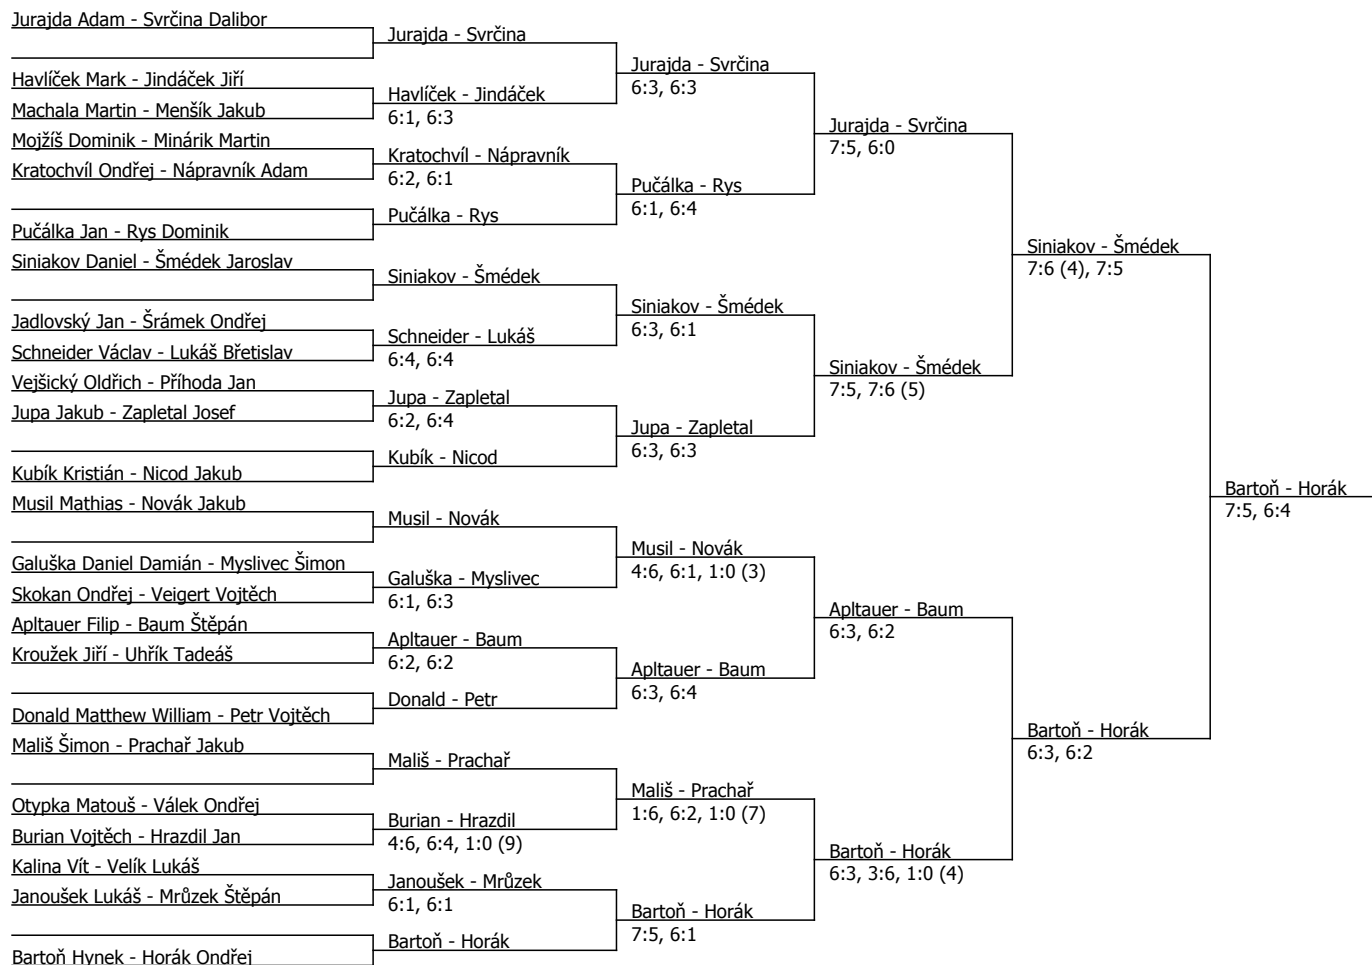 Jurajda Adam - Svrčina Dalibor
Havlíček Mark - Jindáček Jiří
Machala Martin - Menšík Jakub
Mojžíš Dominik - Minárik Martin
Kratochvíl Ondřej - Nápravník Adam
Pučálka Jan - Rys Dominik
Siniakov Daniel - Šmédek Jaroslav
Jadlovský Jan - Šrámek Ondřej
Schneider Václav - Lukáš Břetislav
Vejšický Oldřich - Příhoda Jan
Jupa Jakub - Zapletal Josef
Kubík Kristián - Nicod Jakub
Musil Mathias - Novák Jakub
Galuška Daniel Damián - Myslivec Šimon
Skokan Ondřej - Veigert Vojtěch
Apltauer Filip - Baum Štěpán
Kroužek Jiří - Uhřík Tadeáš
Donald Matthew William - Petr Vojtěch
Mališ Šimon - Prachař Jakub
Otypka Matouš - Válek Ondřej
Burian Vojtěch - Hrazdil Jan
Kalina Vít - Velík Lukáš
Janoušek Lukáš - Mrůzek Štěpán
Bartoň Hynek - Horák Ondřej
Jurajda - Svrčina
Havlíček - Jindáček
6:1, 6:3
Kratochvíl - Nápravník
6:2, 6:1
Pučálka - Rys
Siniakov - Šmédek
Schneider - Lukáš
6:4, 6:4
Jupa - Zapletal
6:2, 6:4
Kubík - Nicod
Musil - Novák
Galuška - Myslivec
6:1, 6:3
Apltauer - Baum
6:2, 6:2
Donald - Petr
Mališ - Prachař
Burian - Hrazdil
4:6, 6:4, 1:0 (9)
Janoušek - Mrůzek
6:1, 6:1
Bartoň - Horák
Jurajda - Svrčina
6:3, 6:3
Pučálka - Rys
6:1, 6:4
Siniakov - Šmédek
6:3, 6:1
Jupa - Zapletal
6:3, 6:3
Musil - Novák
4:6, 6:1, 1:0 (3)
Apltauer - Baum
6:3, 6:4
Mališ - Prachař
1:6, 6:2, 1:0 (7)
Bartoň - Horák
7:5, 6:1
Jurajda - Svrčina
7:5, 6:0
Siniakov - Šmédek
7:5, 7:6 (5)
Apltauer - Baum
6:3, 6:2
Bartoň - Horák
6:3, 3:6, 1:0 (4)
Siniakov - Šmédek
7:6 (4), 7:5
Bartoň - Horák
6:3, 6:2
Bartoň - Horák
7:5, 6:4